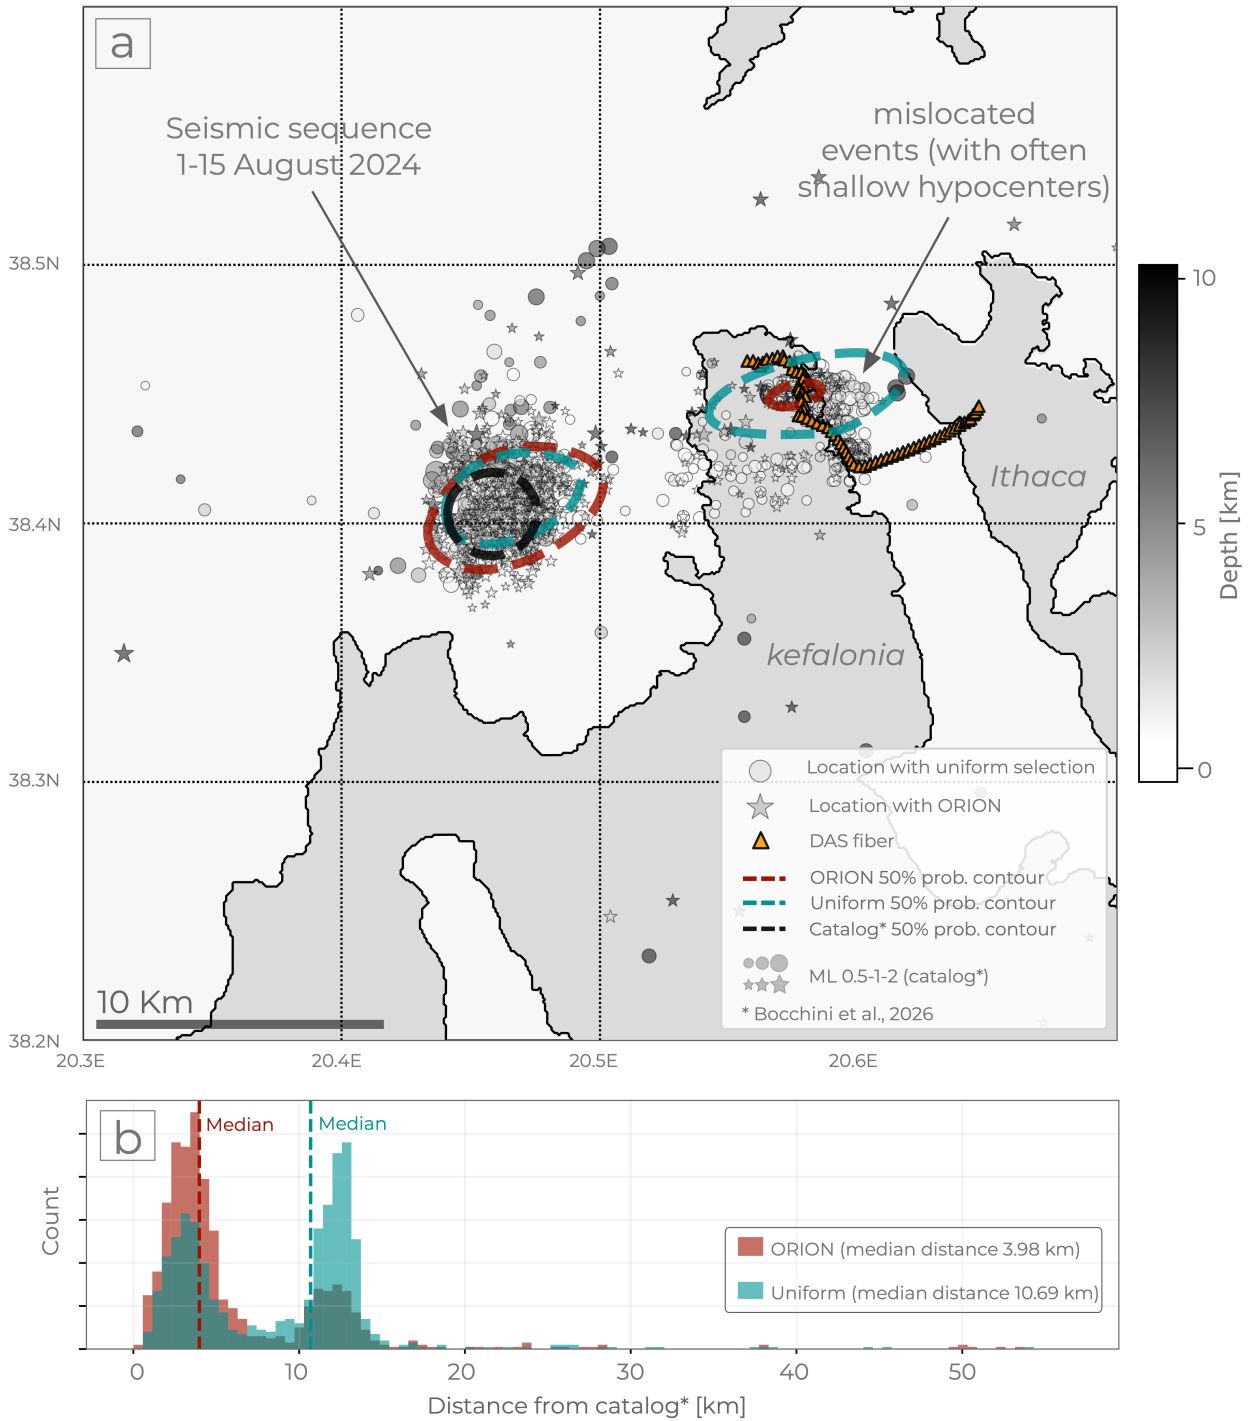 a
Seismic sequence
1-15 August 2024
mislocated
events (with often
shallow hypocenters)
38.5N
38.4N
38.3N
38.2N
20.3E
20.4E
20.5E
20.6E
Ithaca
kefalonia
10 Km
10
5
0
Depth [km]
Location with uniform selection
Location with ORION
DAS fiber
ORION 50% prob. contour
Uniform 50% prob. contour
Catalog* 50% prob. contour
ML 0.5-1-2 (catalog*)
* Bocchini et al., 2026
b
Median
Median
Count
ORION (median distance 3.98 km)
Uniform (median distance 10.69 km)
0
10
20
30
40
50
Distance from catalog* [km]